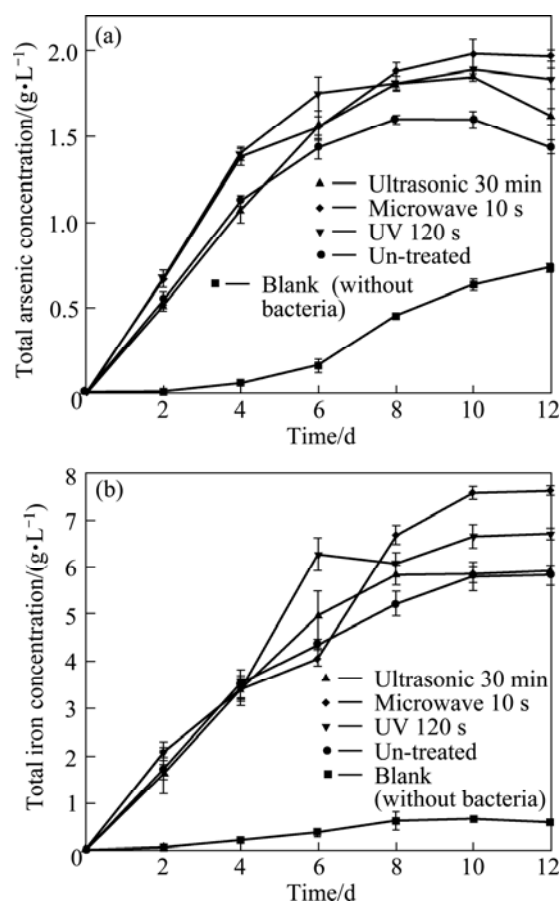 (a)
Total arsenic concentration/(g•L⁻¹)
2.0
1.5
1.0
0.5
0
Ultrasonic 30 min
Microwave 10 s
UV 120 s
Un-treated
Blank (without
bacteria)
2 4 6 8 10 12
Time/d
(b)
Total iron concentration/(g•L⁻¹)
8
7
6
5
4
3
2
1
0
Ultrasonic 30 min
Microwave 10 s
UV 120 s
Un-treated
Blank
(without bacteria)
2 4 6 8 10 12
Time/d